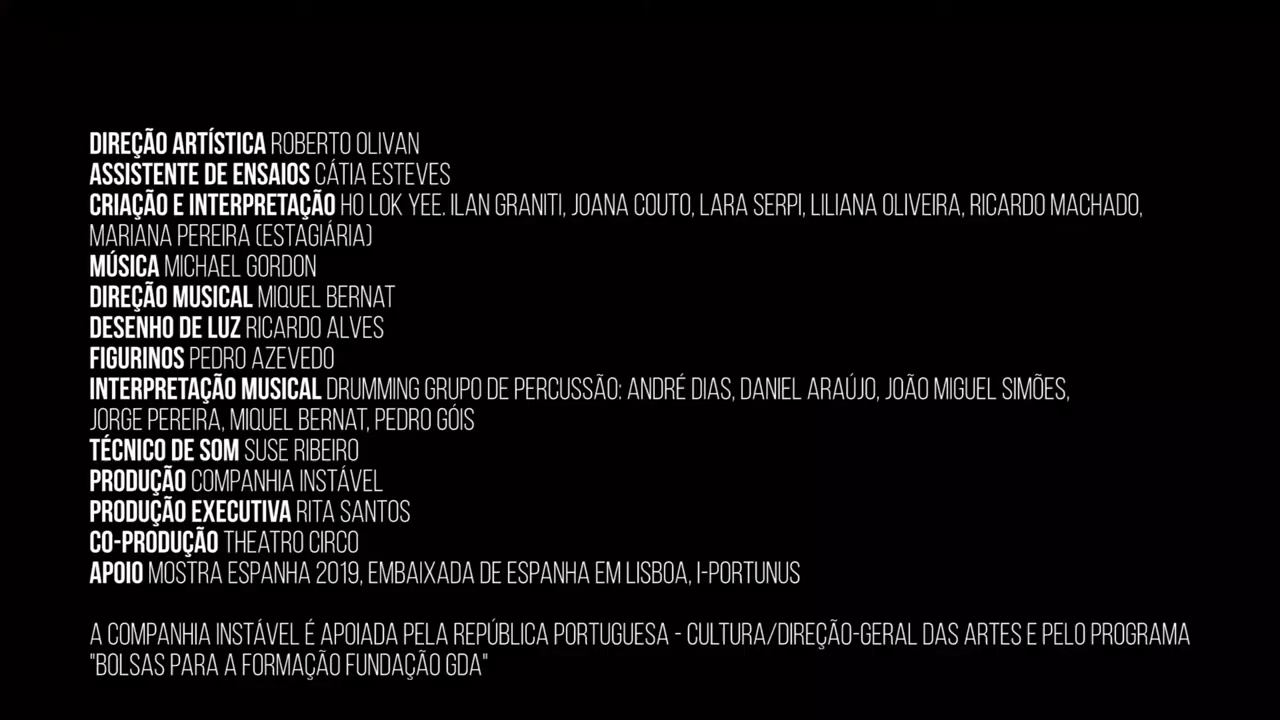 DIREÇÃO ARTÍSTICA ROBERTO OLIVAN
ASSISTENTE DE ENSAIOS CÁTIA ESTEVES
CRIAÇÃO E INTERPRETAÇÃO HO LOK YEE. ILAN GRANITI, JOANA COUTO, LARA SERPI, LILIANA OLIVEIRA, RICARDO MACHADO,
MARIANA PEREIRA (ESTAGIÁRIA)
MÚSICA MICHAEL GORDON
DIREÇÃO MUSICAL MIQUEL BERNAT
DESENHO DE LUZ RICARDO ALVES
FIGURINOS PEDRO AZEVEDO
INTERPRETAÇÃO MUSICAL DRUMMING GRUPO DE PERCUSSÃO: ANDRÉ DIAS, DANIEL ARAÚJO, JOÃO MIGUEL SIMÕES,
JORGE PEREIRA, MIQUEL BERNAT, PEDRO GÓIS
TÉCNICO DE SOM SUSE RIBEIRO
PRODUÇÃO COMPANHIA INSTÁVEL
PRODUÇÃO EXECUTIVA RITA SANTOS
CO-PRODUÇÃO THEATRO CIRCO
APOIO MOSTRA ESPANHA 2019, EMBAIXADA DE ESPANHA EM LISBOA, I-PORTUNUS
A COMPANHIA INSTÁVEL É APOIADA PELA REPÚBLICA PORTUGUESA - CULTURA/DIREÇÃO-GERAL DAS ARTES E PELO PROGRAMA
"BOLSAS PARA A FORMAÇÃO FUNDAÇÃO GDA"